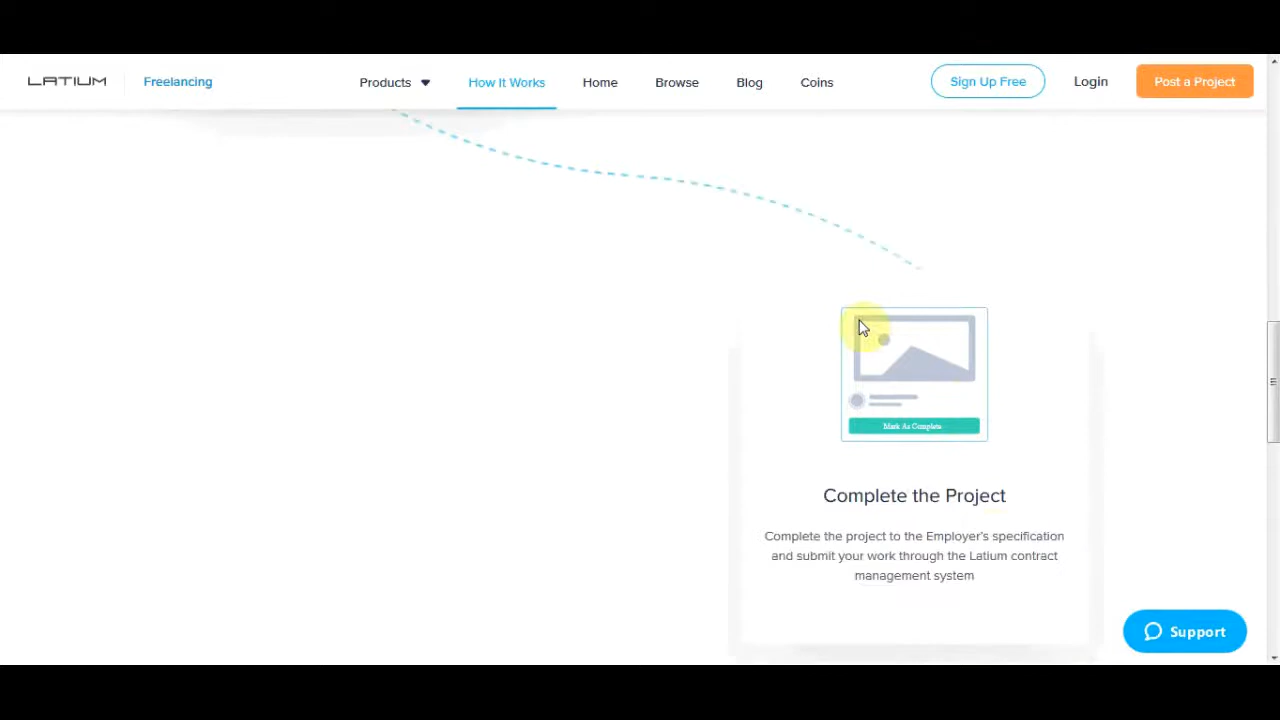 LATIUM
Freelancing
Products
How It Works
Home
Browse
Blog
Coins
Sign Up Free
Login
Post a Project
Mark As Complete
Complete the Project
Complete the project to the Employer's specification
and submit your work through the Latium contract
management system
Support